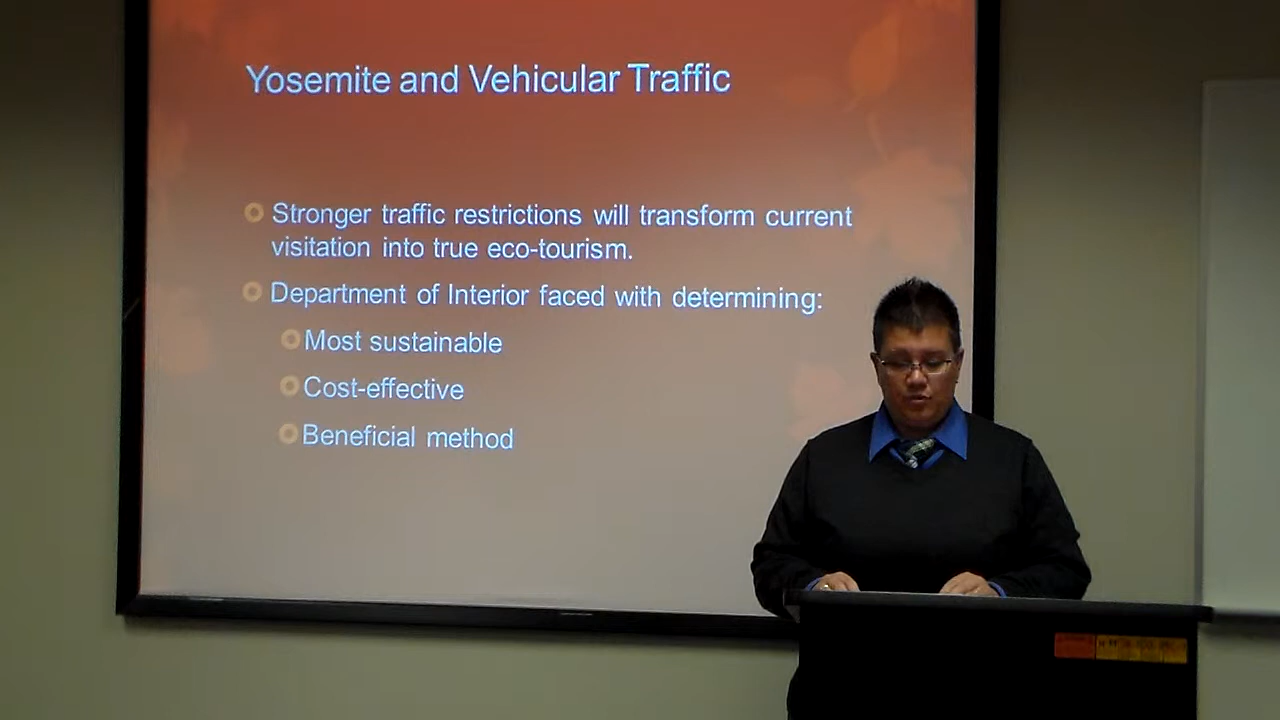 Yosemite and Vehicular Traffic
Stronger traffic restrictions will transform current
visitation into true eco-tourism.
Department of Interior faced with determining:
Most sustainable
Cost-effective
Beneficial method